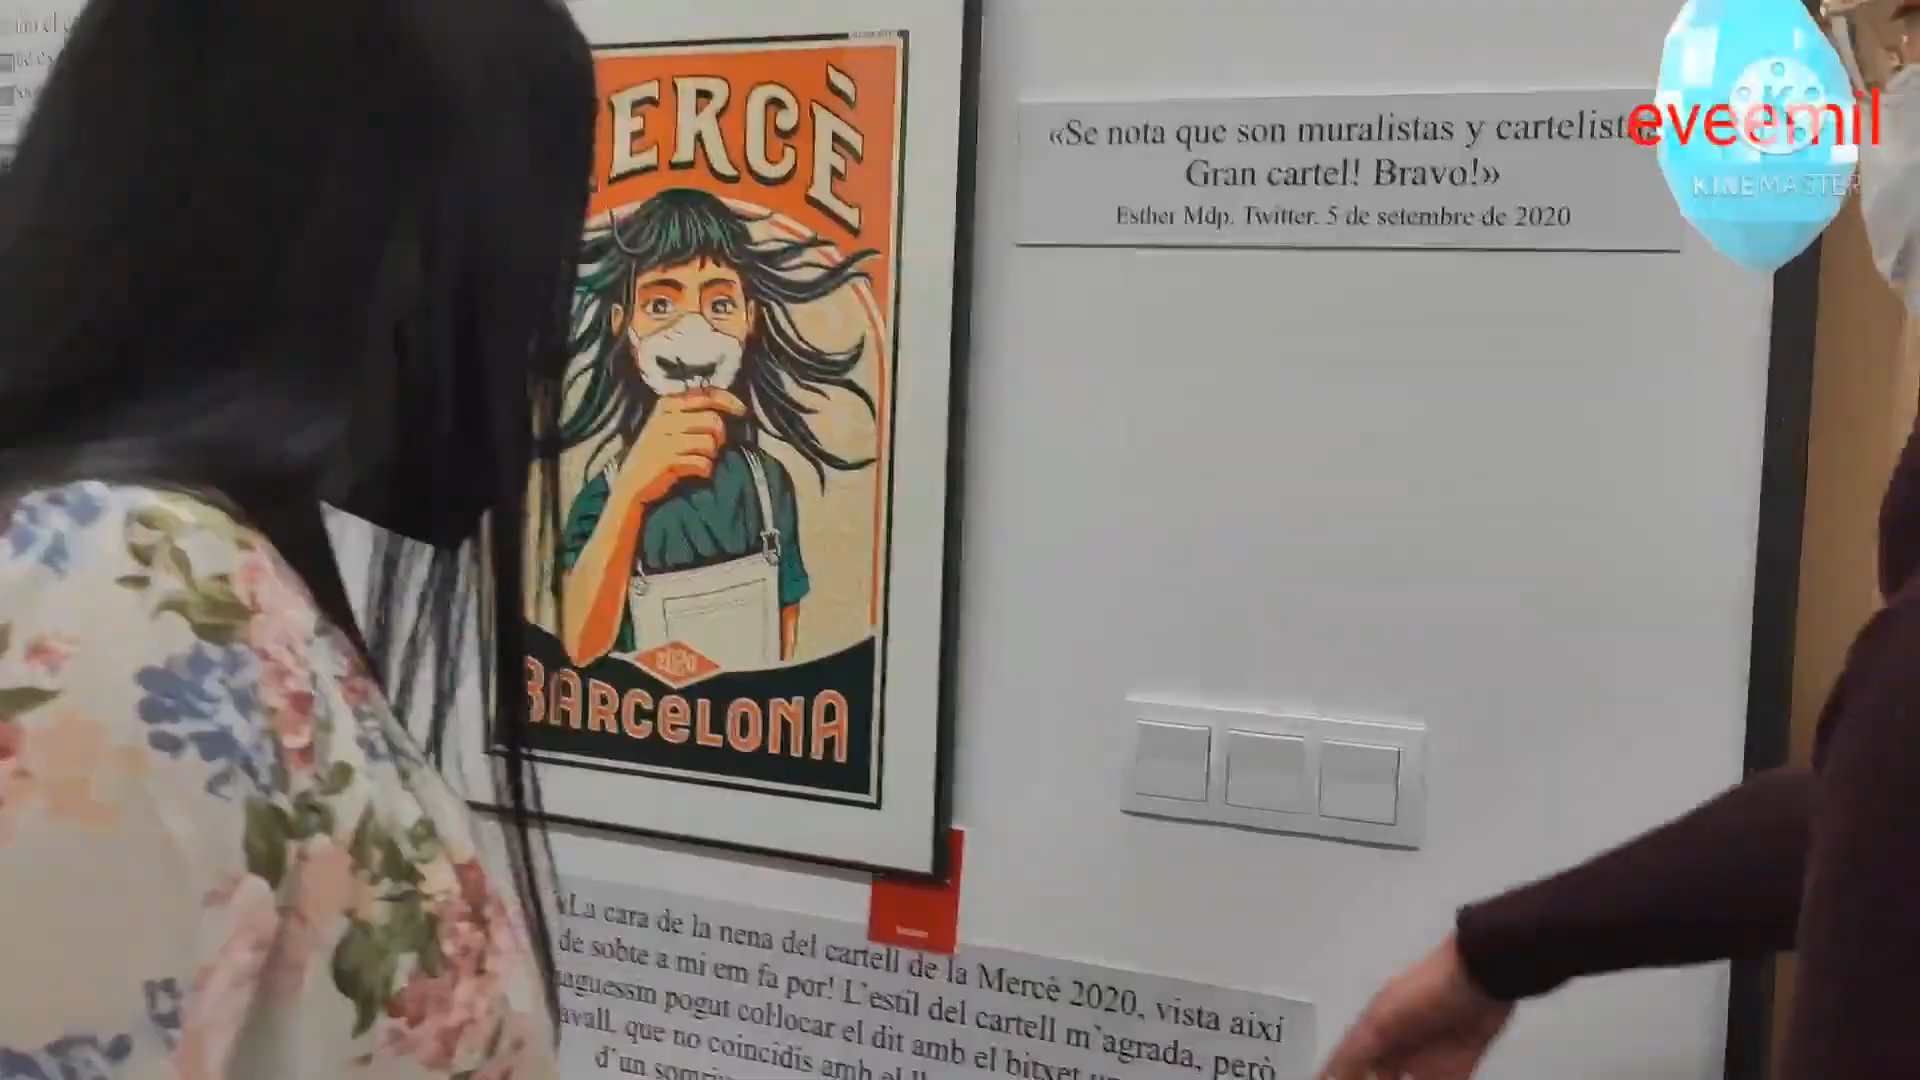 MERCÈ
BARCELONA
«Se nota que son muralistas y cartelist
Gran cartel! Bravo!»
Esther Mdp. Twitter. 5 de setembre de 2020
eveemil
KINEMASTER
«La cara de la nena del cartell de la Mercè 2020, vista així
de sobte a mi em fa por! L'estil del cartell m'agrada, però
haguessm pogut col·locar el dit amb el bitxet
avall, que no coincidís amb el
d'un